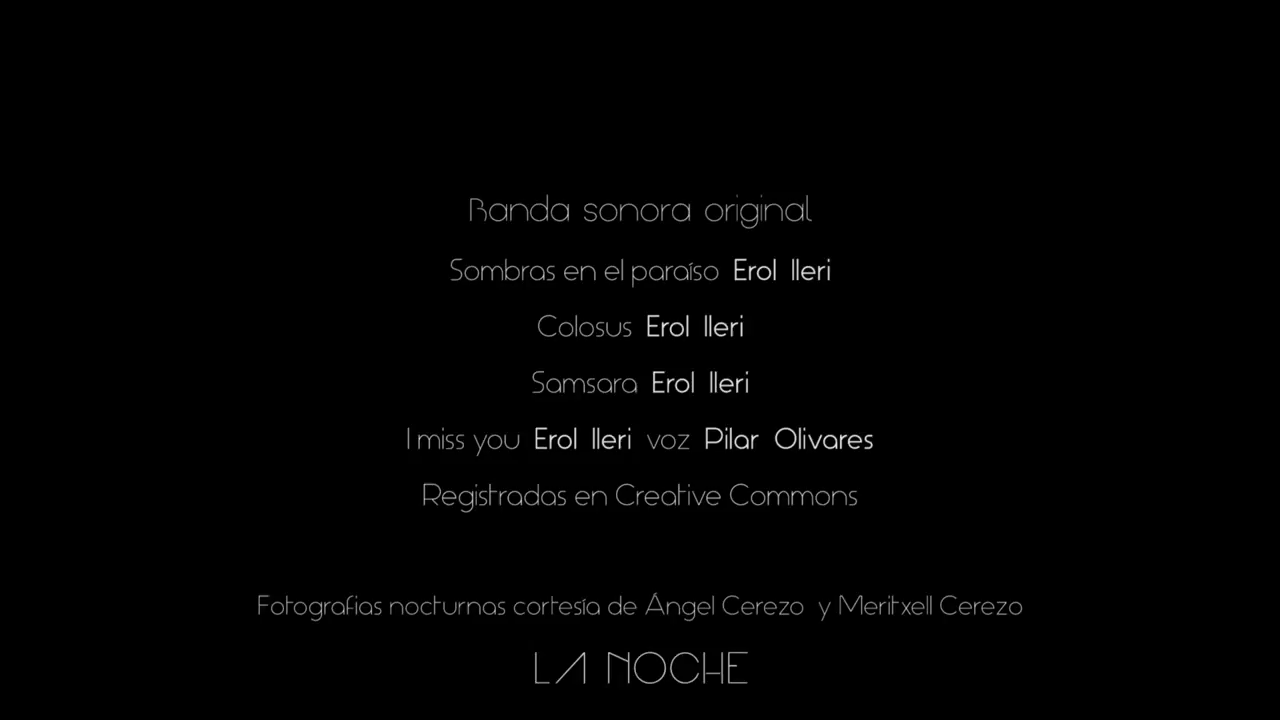 Banda sonora original
Sombras en el paraíso Erol Ileri
Colosus Erol Ileri
Samsara Erol Ileri
I miss you Erol Ileri voz Pilar Olivares
Registradas en Creative Commons
Fotografias nocturnas cortesía de Ángel Cerezo y Meritxell Cerezo
LA NOCHE